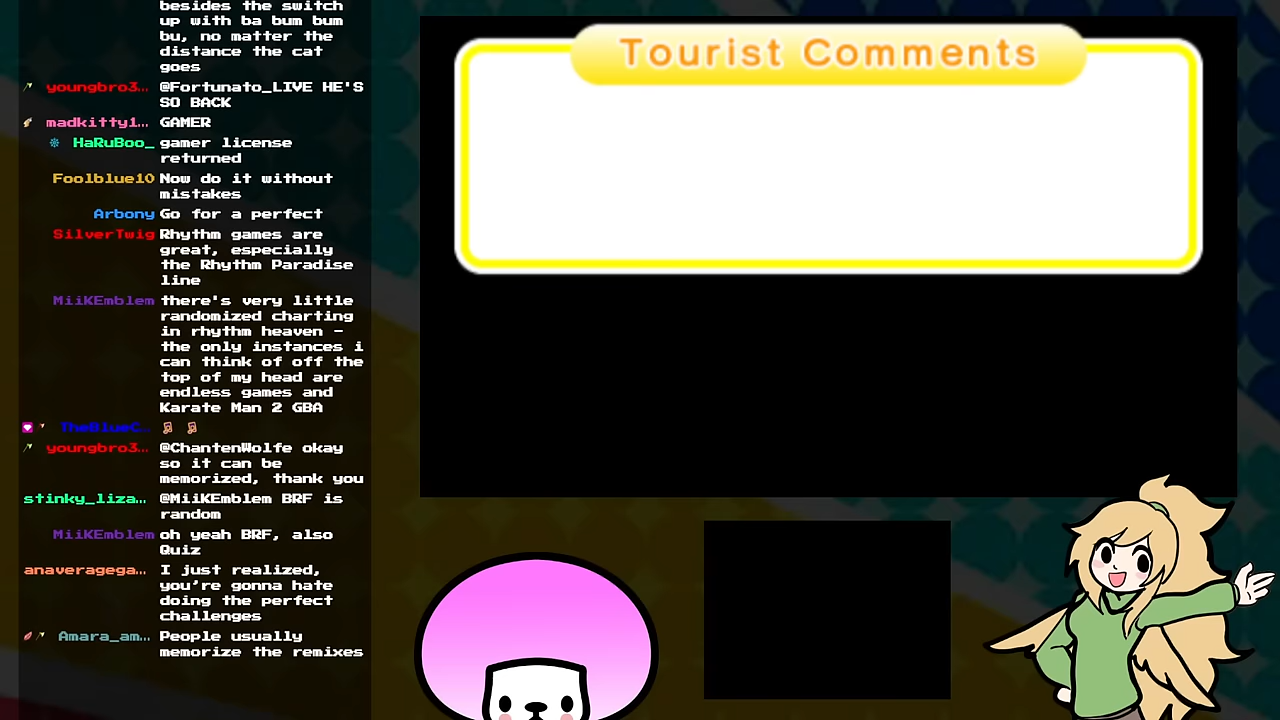 besides the switch
up with ba bum bum
bu, no matter the
distance the cat
goes
youngbro3… @Fortunato_LIVE HE'S
SO BACK
madkitty1… GAMER
HaRuBoo_ gamer license
returned
Foolblue10 Now do it without
mistakes
Arbony Go for a perfect
SilverTwig Rhythm games are
great, especially
the Rhythm Paradise
line
MiiKEmblem there's very little
randomized charting
in rhythm heaven -
the only instances i
can think of off the
top of my head are
endless games and
Karate Man 2 GBA
TheBlueC…
youngbro3… @ChantenWolfe okay
so it can be
memorized, thank you
stinky_liza… @MiiKEmblem BRF is
random
MiiKEmblem oh yeah BRF, also
Quiz
anaveragega… I just realized,
you're gonna hate
doing the perfect
challenges
Amara_am… People usually
memorize the remixes
Tourist Comments